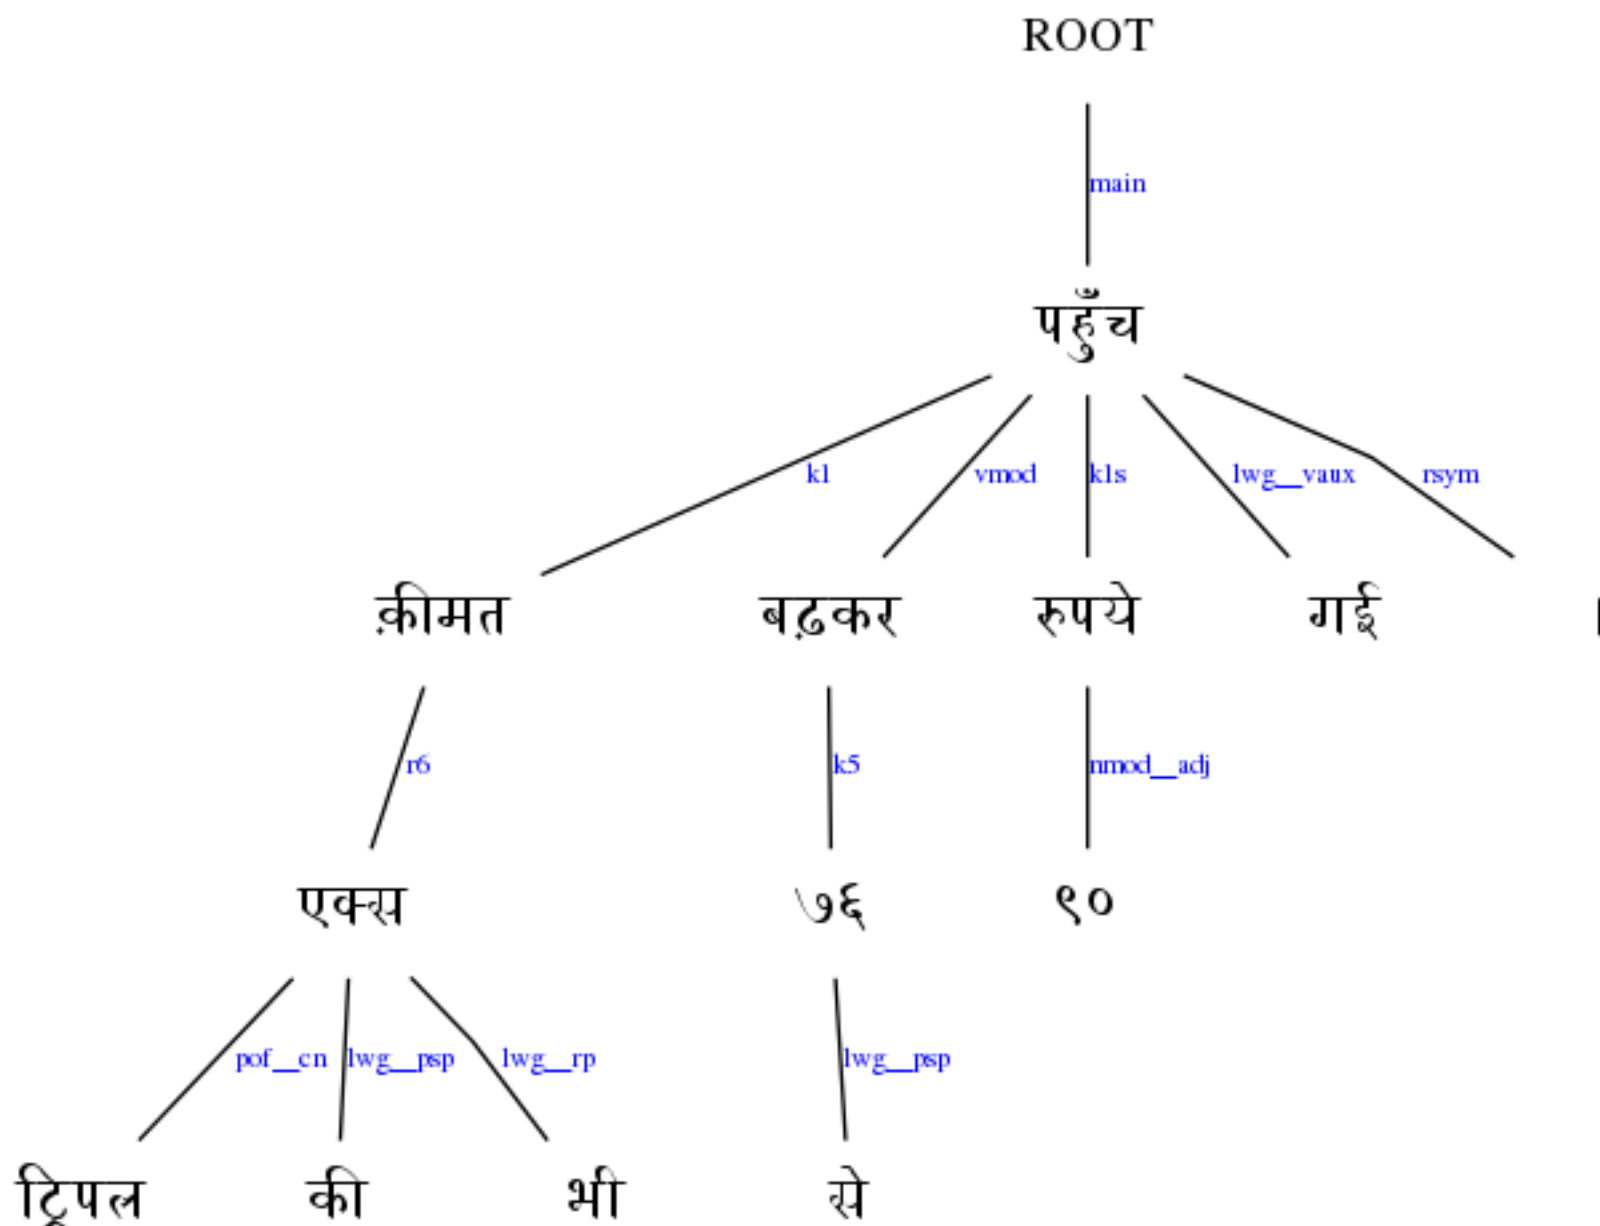 ROOT
main
पहुँच
k1 vmod k1s lwg__vaux rsym
क़ीमत बढ़कर रुपये गई
r6 k5 nmod__adj
एक्स ७६ ९०
pof__cn lwg__psp lwg__rp lwg__psp
ट्रिपल की भी से